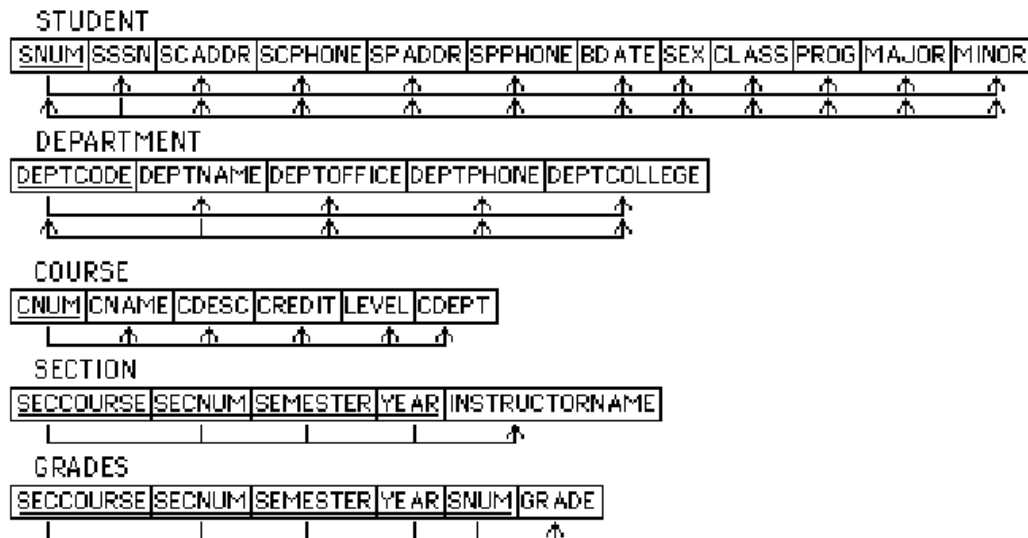 STUDENT
SNUM SSSN SCADDR SCPHONE SPADDR SPPHONE BDATE SEX CLASS PROG MAJOR MINOR
DEPARTMENT
DEPTCODE DEPTNAME DEPTOFFICE DEPTPHONE DEPTCOLLEGE
COURSE
CNUM CNAME CDESC CREDIT LEVEL CDEPT
SECTION
SECCOURSE SECNUM SEMESTER YEAR INSTRUCTORNAME
GRADES
SECCOURSE SECNUM SEMESTER YEAR SNUM GRADE